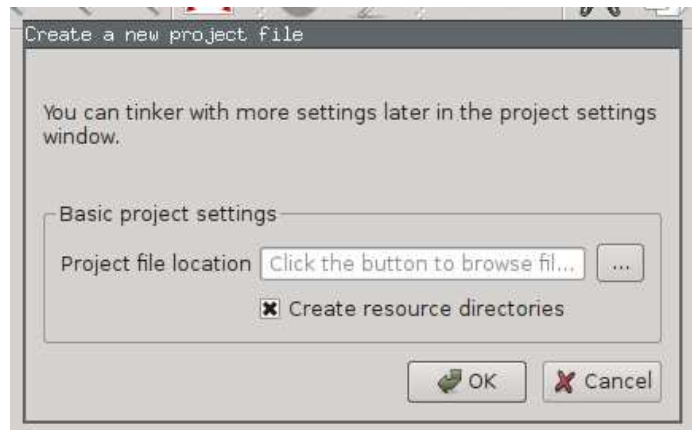 Create a new project file
You can tinker with more settings later in the project settings
window.
Basic project settings
Project file location Click the button to browse fil... ...
Create resource directories
OK Cancel